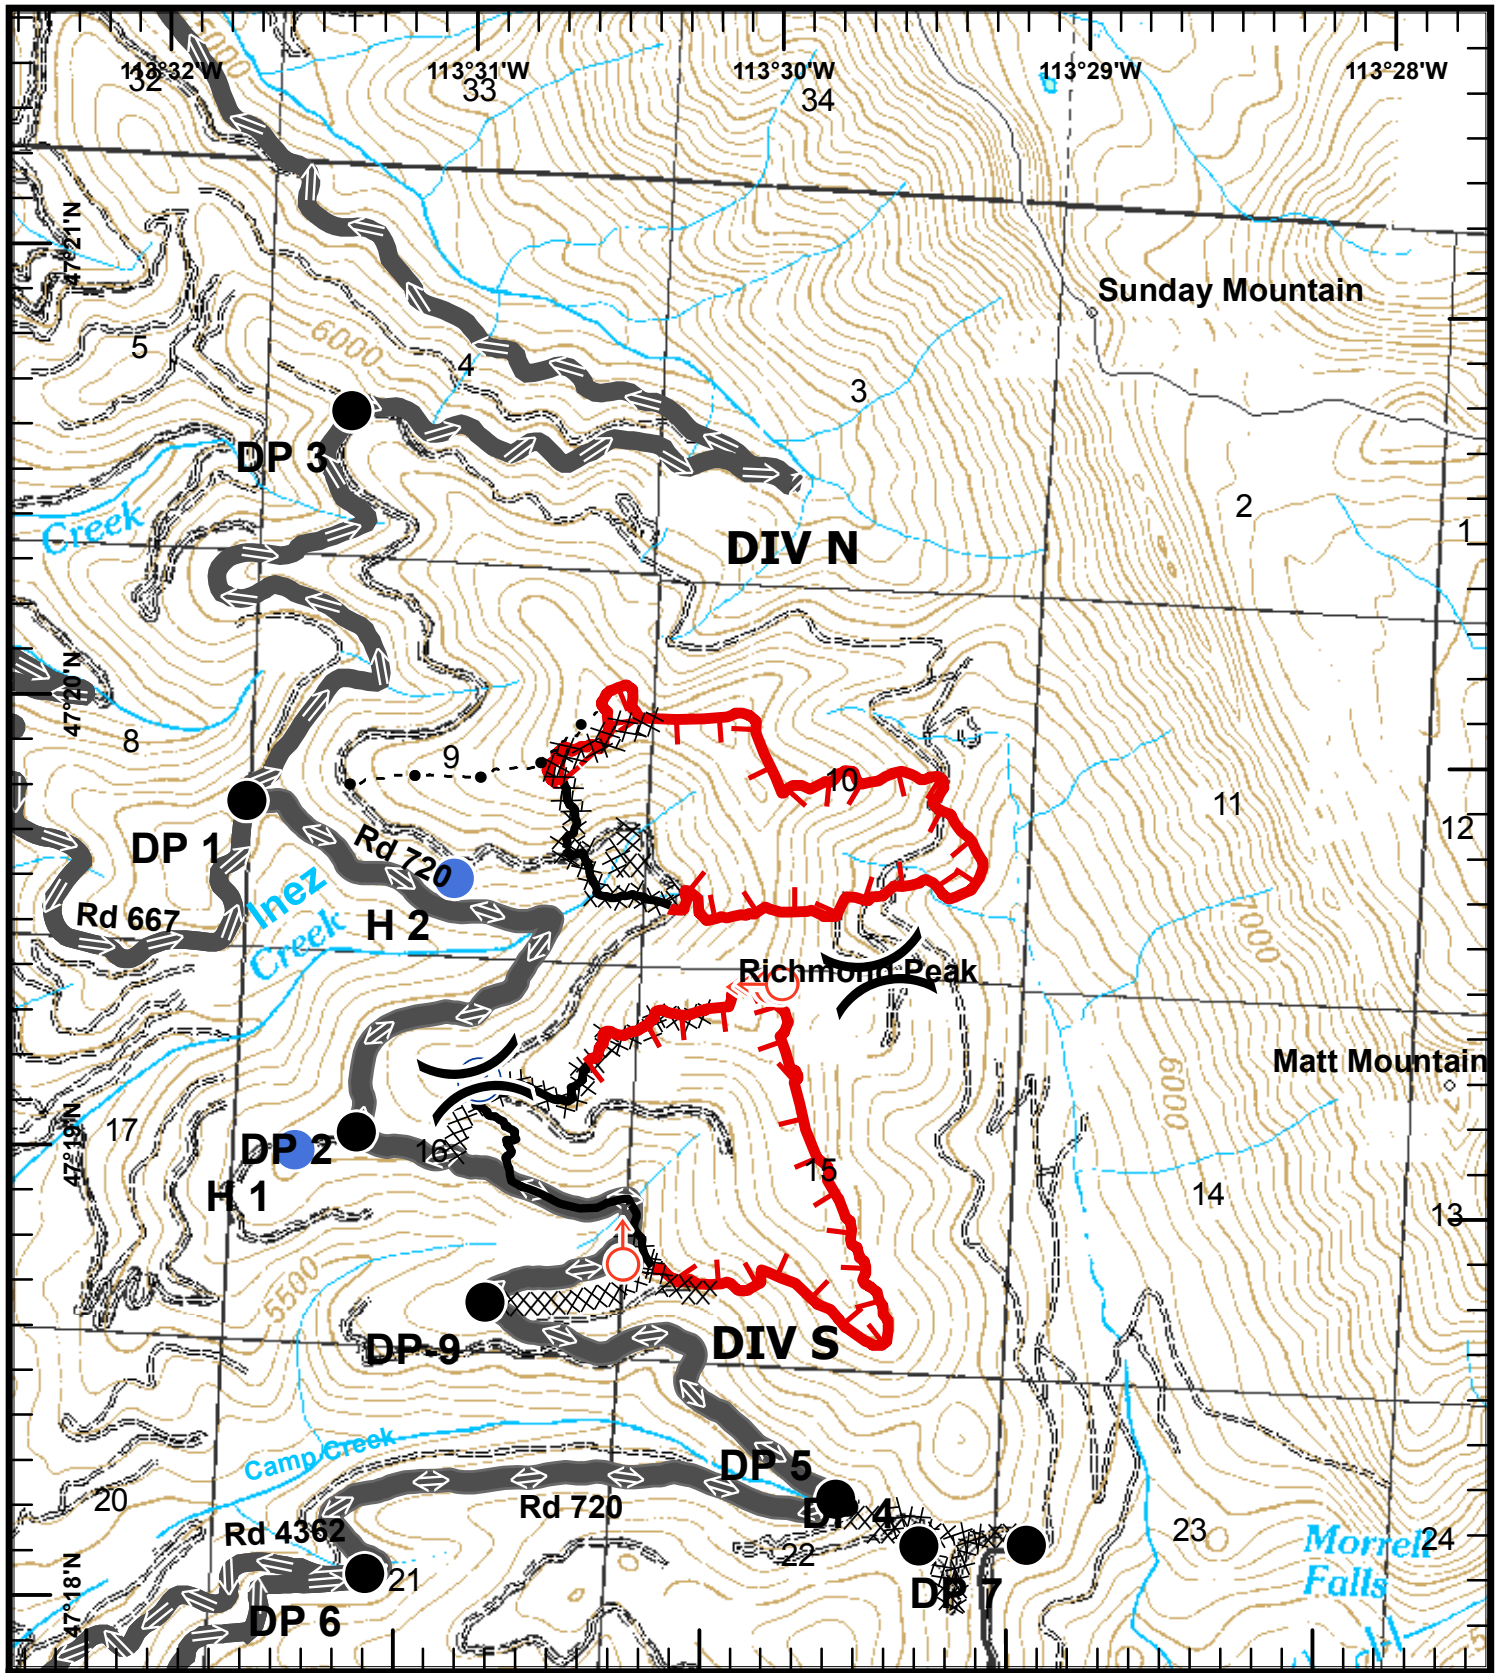 113°32'W
113°31'W
113°30'W
113°29'W
113°28'W
32
33
34
47°21'N
Sunday Mountain
5
6000
4
3
DP 3
Creek
2
1
DIV N
47°20'N
8
9
10
11
12
DP 1
Rd 720
Rd 667
Inez
Creek
H 2
7000
Richmond Peak
Matt Mountain
6000
17
47°19'N
DP 2
16
15
14
13
H 1
5500
DP-9
DIV S
Camp Creek
DP 5
20
Rd 720
Rd 4362
22
23
24
Morrell
Falls
47°18'N
21
DP 7
DP 6